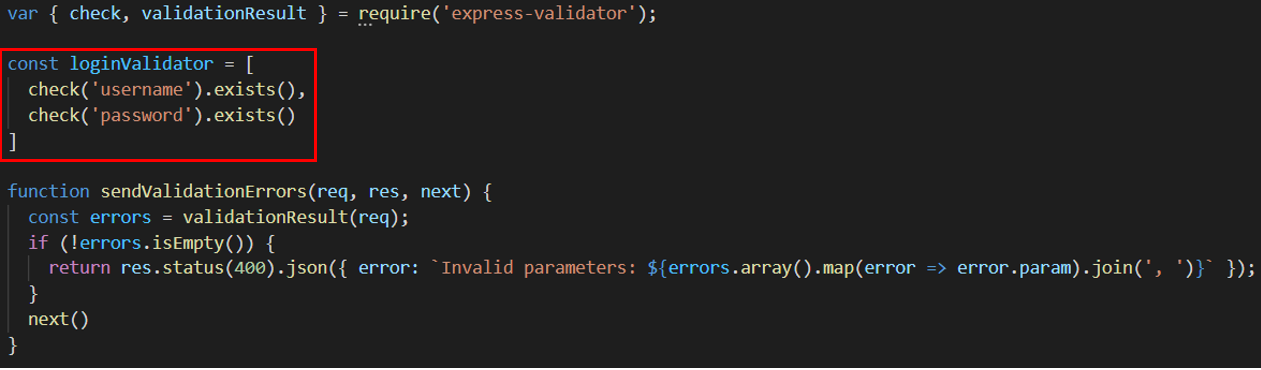 var { check, validationResult } = require('express-validator');
const loginValidator = [
check('username').exists(),
check('password').exists()
]
function sendValidationErrors(req, res, next) {
const errors = validationResult(req);
if (!errors.isEmpty()) {
return res.status(400).json({ error: `Invalid parameters: ${errors.array().map(error => error.param).join(', ')}` });
}
next()
}